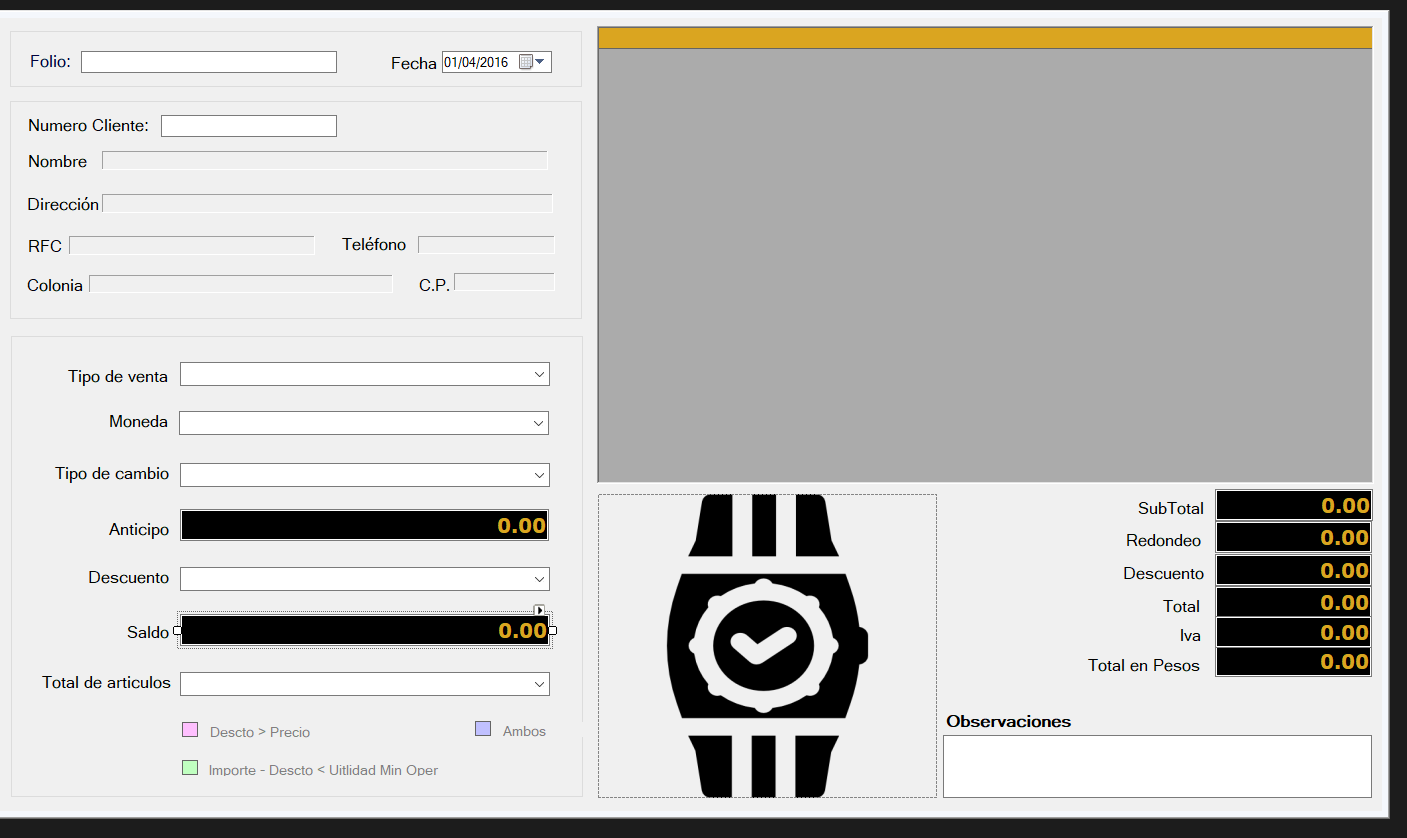 Folio:
Fecha 01/04/2016
Numero Cliente:
Nombre
Dirección
RFC
Teléfono
Colonia
C.P.
Tipo de venta
Moneda
Tipo de cambio
Anticipo 0.00
Descuento
Saldo 0.00
Total de articulos
Descto > Precio
Ambos
Importe - Descto < Uitlidad Min Oper
SubTotal 0.00
Redondeo 0.00
Descuento 0.00
Total 0.00
Iva 0.00
Total en Pesos 0.00
Observaciones